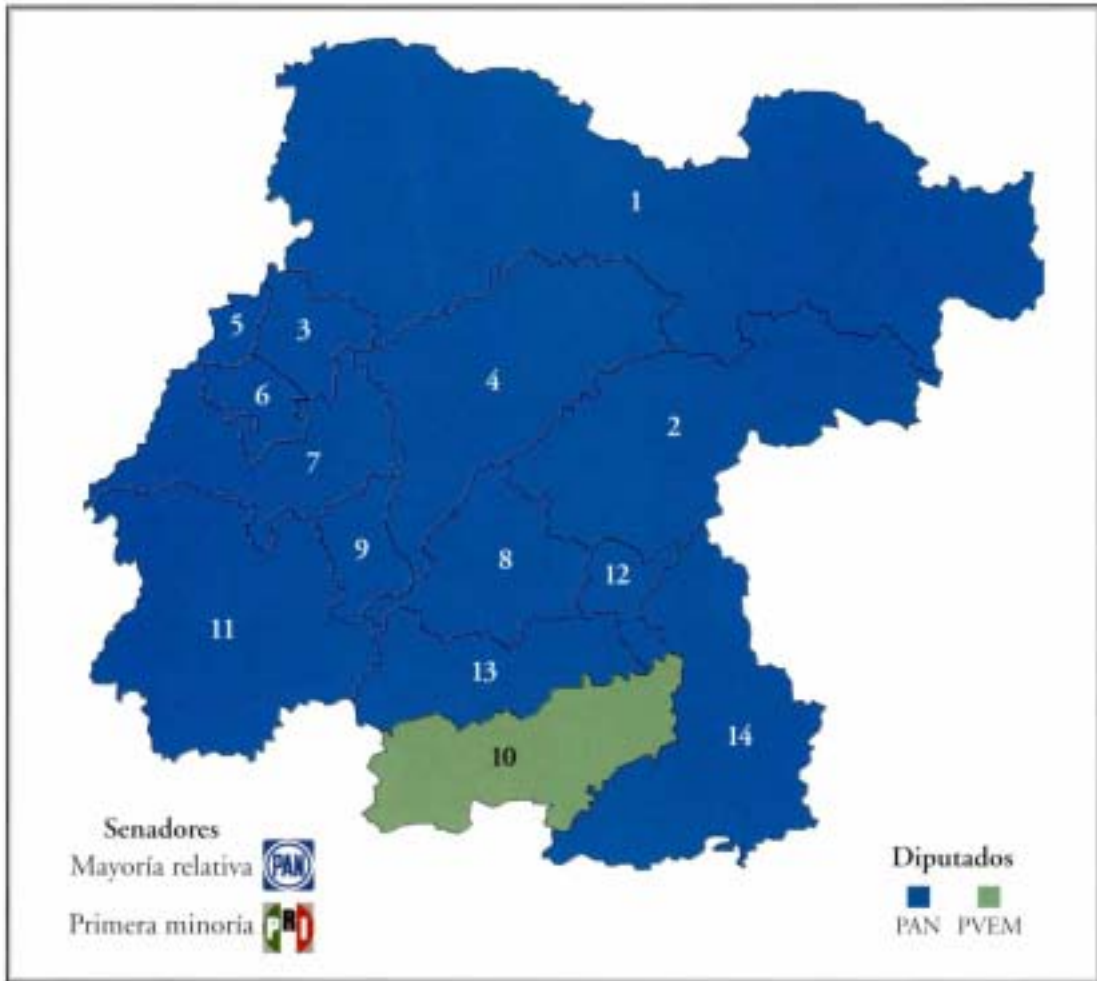 1
5
3
4
6
2
7
9
8
12
11
13
14
10
Senadores
Mayoría relativa PAN
Primera minoría PRI
Diputados
PAN PVEM